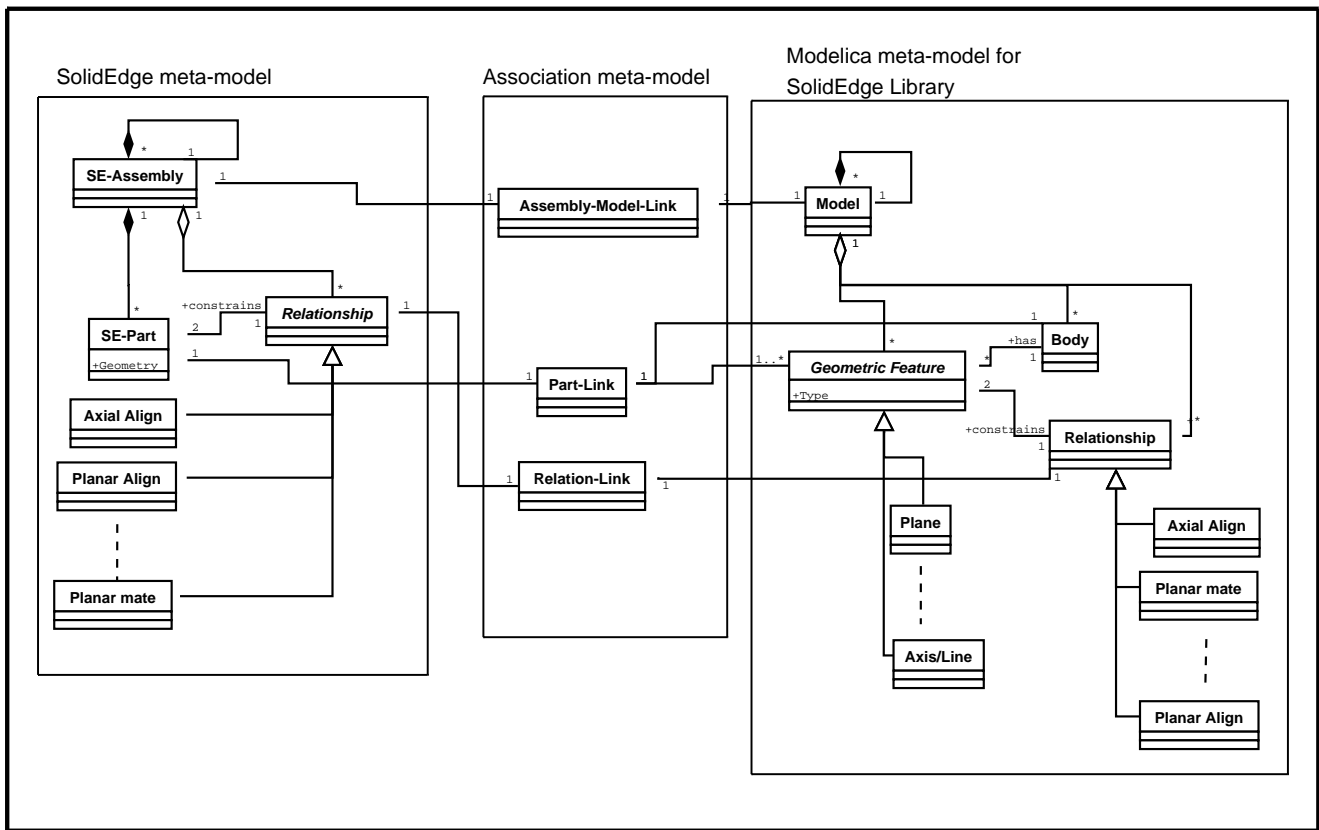 SolidEdge meta-model
Association meta-model
Modelica meta-model for
SolidEdge Library
*
1
SE-Assembly
1
1
1
*
+constrains
Relationship
1
2
1
SE-Part
+Geometry
*
1
Axial Align
Planar Align
Planar mate
1
Assembly-Model-Link
1
1
Part-Link
1
1
Relation-Link
1
*
1
Model
1
1
*
1
Body
+has
*
1
1..*
*
Geometric Feature
+Type
2
+constrains
1
Relationship
*
1
Plane
Axis/Line
Axial Align
Planar mate
Planar Align